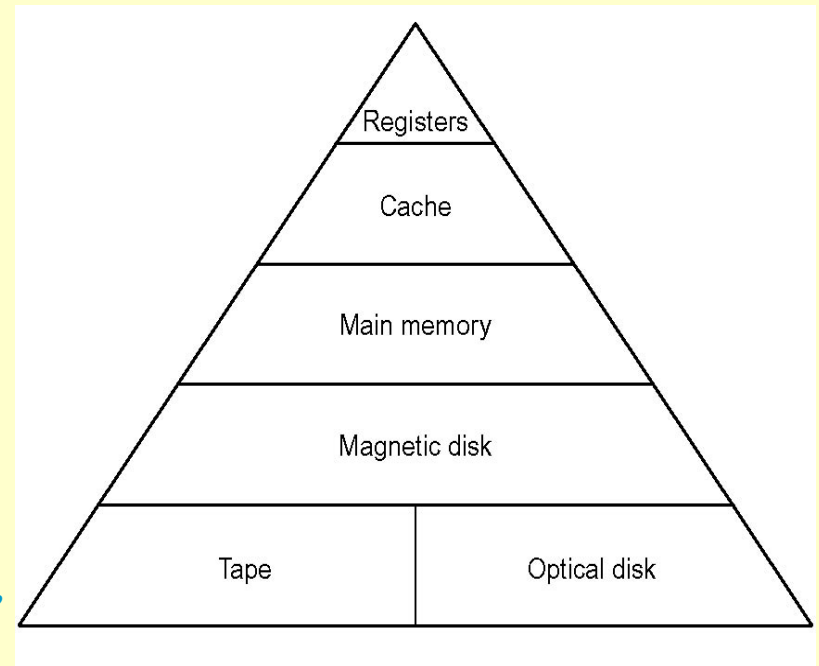 Registers
Cache
Main memory
Magnetic disk
Tape
Optical disk